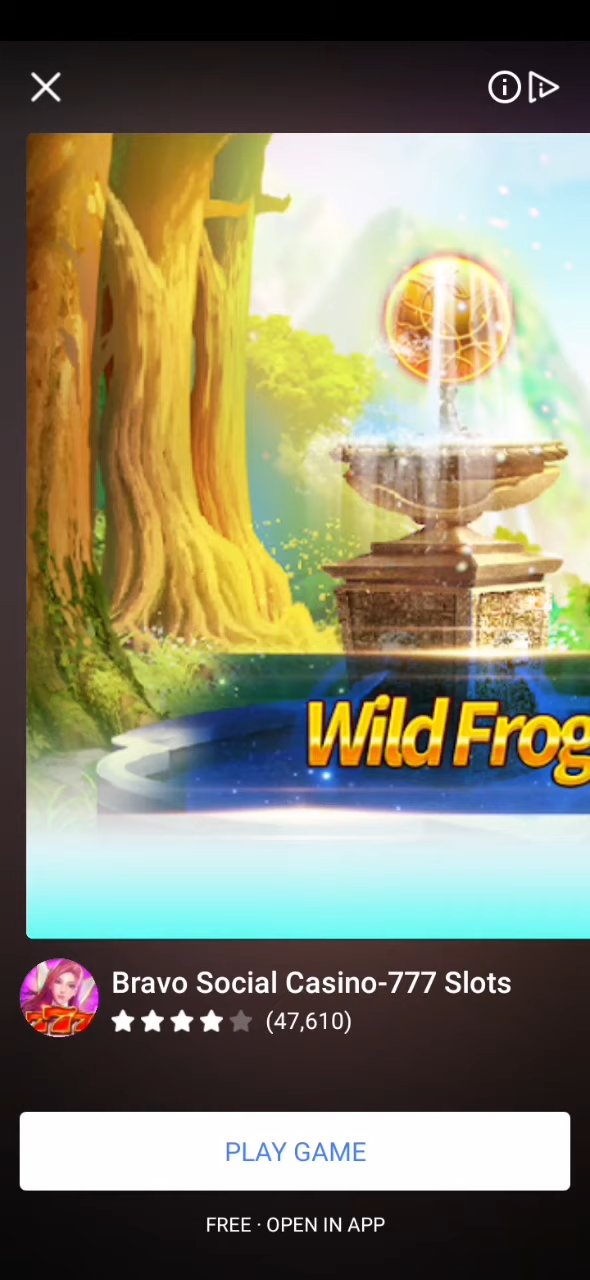 Wild Frog
Bravo Social Casino-777 Slots
(47,610)
PLAY GAME
FREE · OPEN IN APP